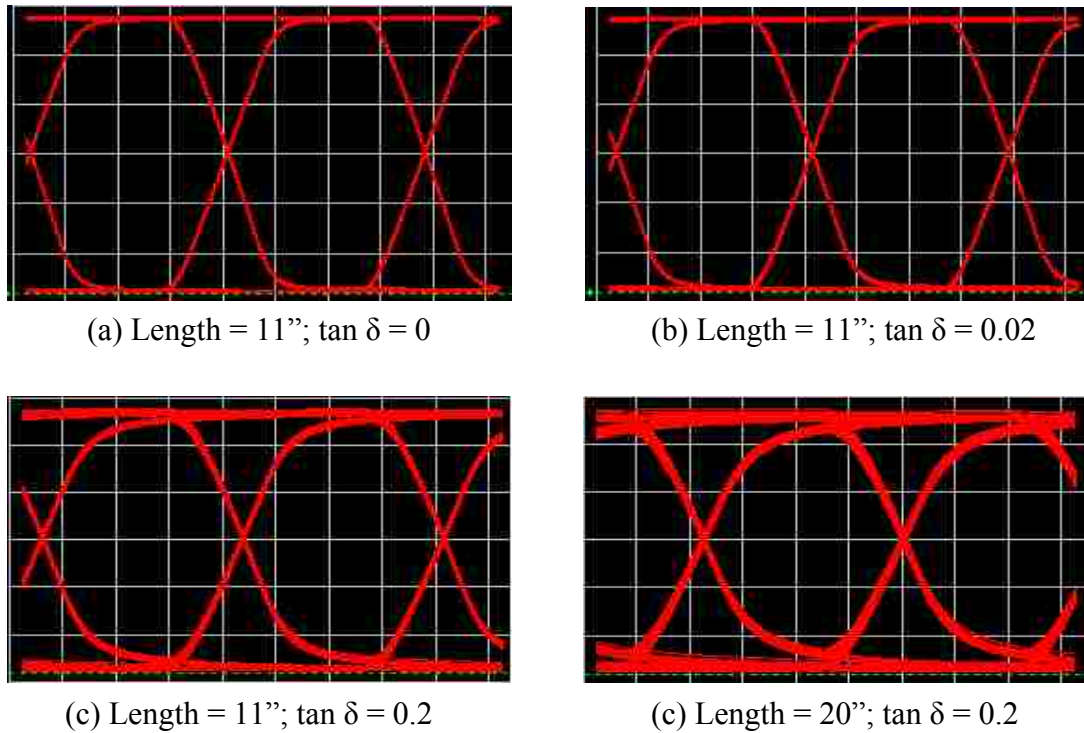 (a) Length = 11”; tan δ = 0
(b) Length = 11”; tan δ = 0.02
(c) Length = 11”; tan δ = 0.2
(c) Length = 20”; tan δ = 0.2